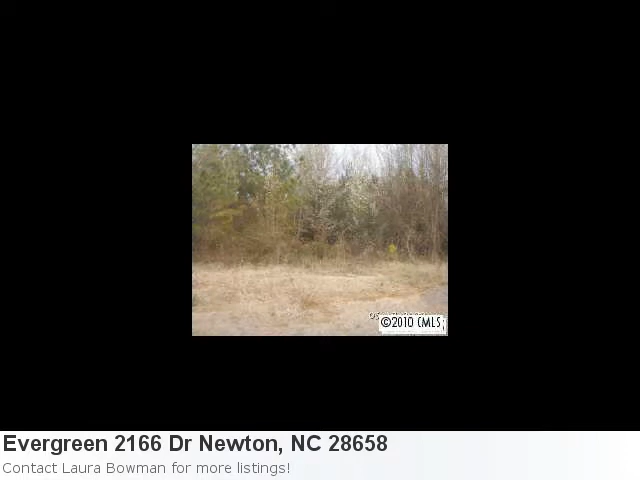 ©2010 CMLS
Evergreen 2166 Dr Newton, NC 28658
Contact Laura Bowman for more listings!